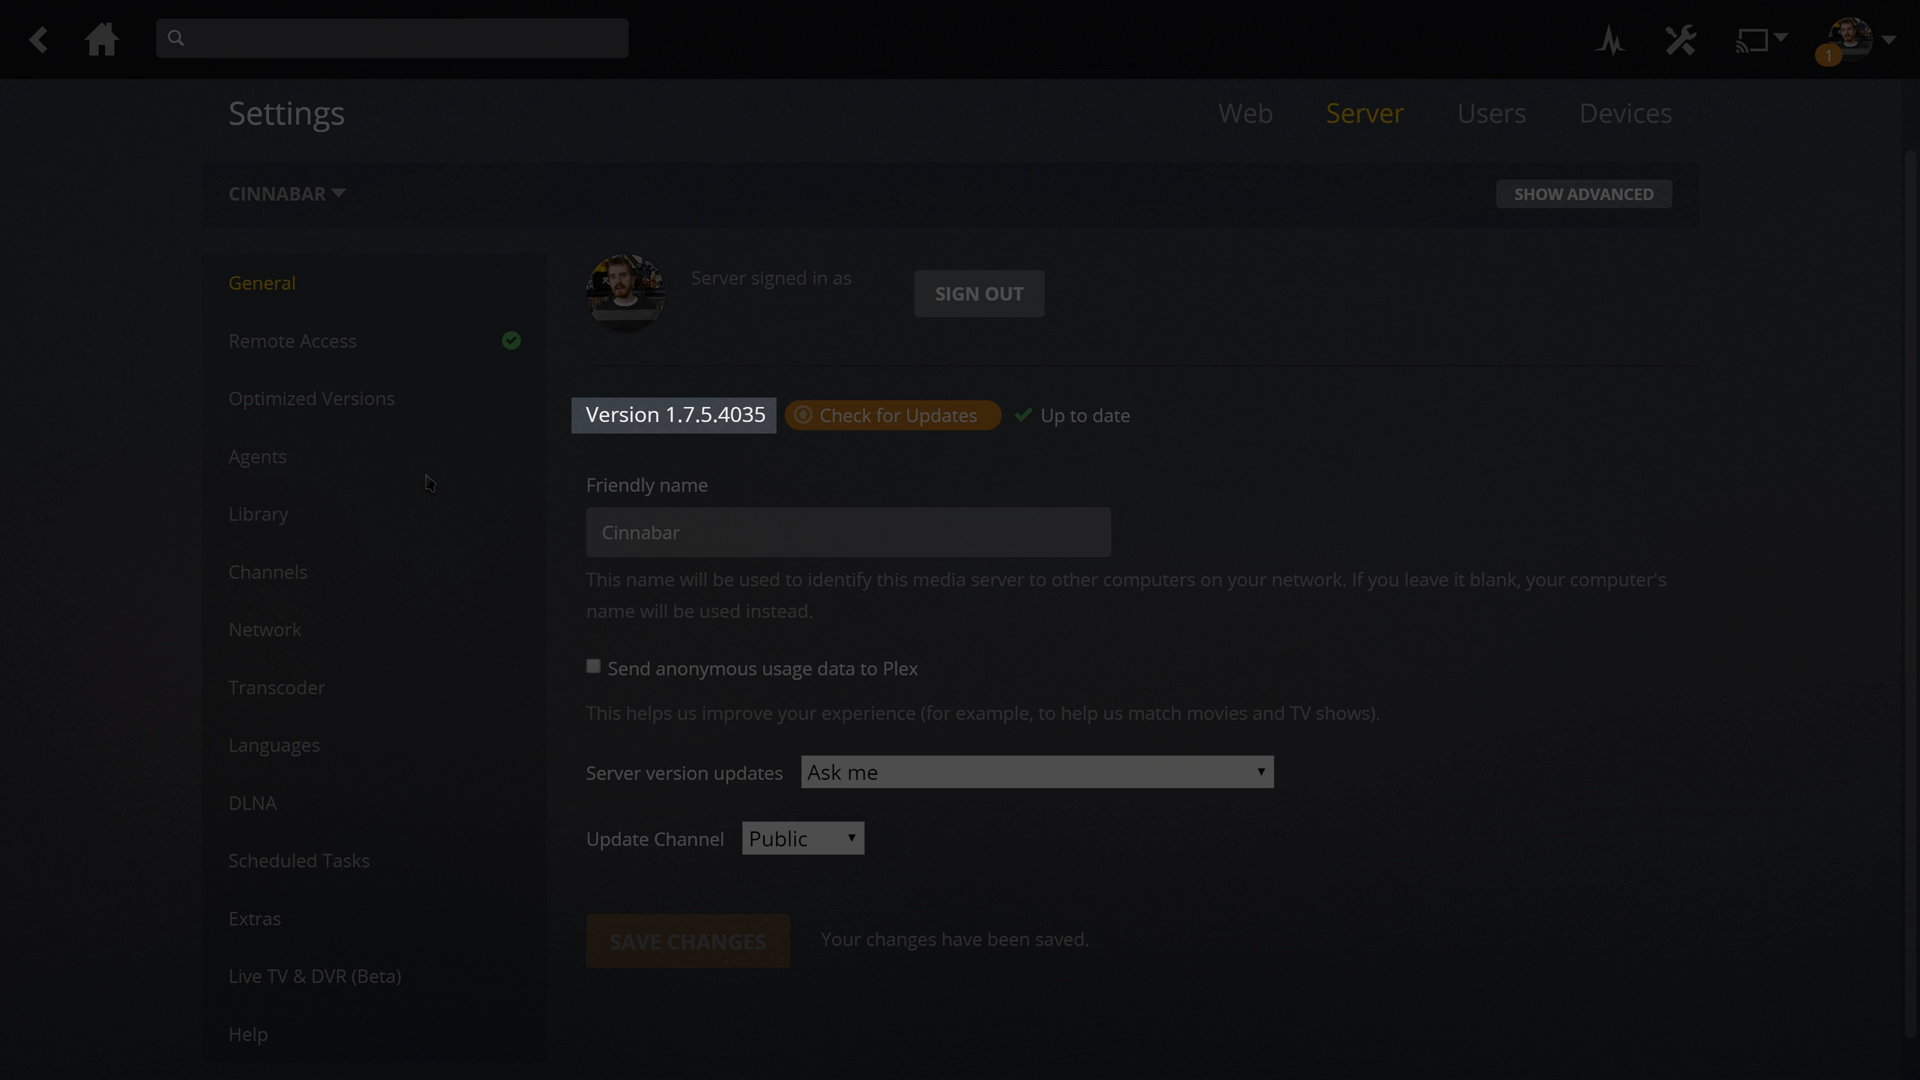 1
Settings
Web
Server
Users
Devices
CINNABAR
SHOW ADVANCED
General
Remote Access
Optimized Versions
Agents
Library
Channels
Network
Transcoder
Languages
DLNA
Scheduled Tasks
Extras
Live TV & DVR (Beta)
Help
Server signed in as
SIGN OUT
Version 1.7.5.4035
Check for Updates
Up to date
Friendly name
Cinnabar
This name will be used to identify this media server to other computers on your network. If you leave it blank, your computer's
name will be used instead.
Send anonymous usage data to Plex
This helps us improve your experience (for example, to help us match movies and TV shows).
Server version updates
Ask me
Update Channel
Public
SAVE CHANGES
Your changes have been saved.